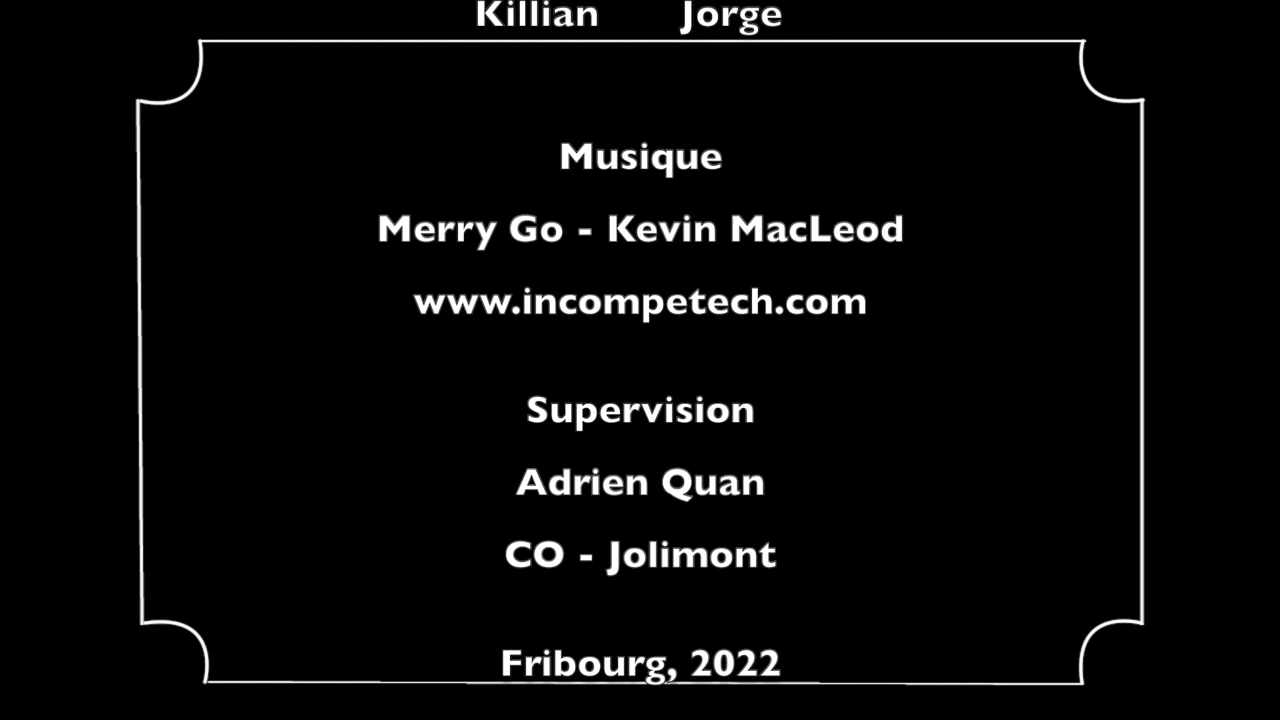 Killian Jorge
Musique
Merry Go - Kevin MacLeod
www.incompetech.com
Supervision
Adrien Quan
CO - Jolimont
Fribourg, 2022